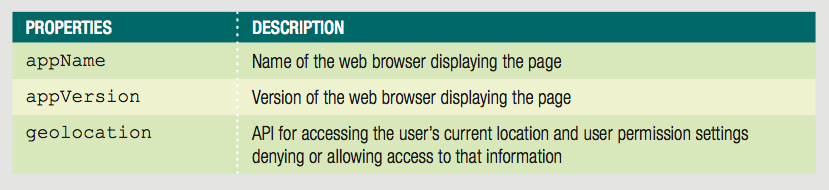 PROPERTIES DESCRIPTION
appName Name of the web browser displaying the page
appVersion Version of the web browser displaying the page
geolocation API for accessing the user's current location and user permission settings
denying or allowing access to that information